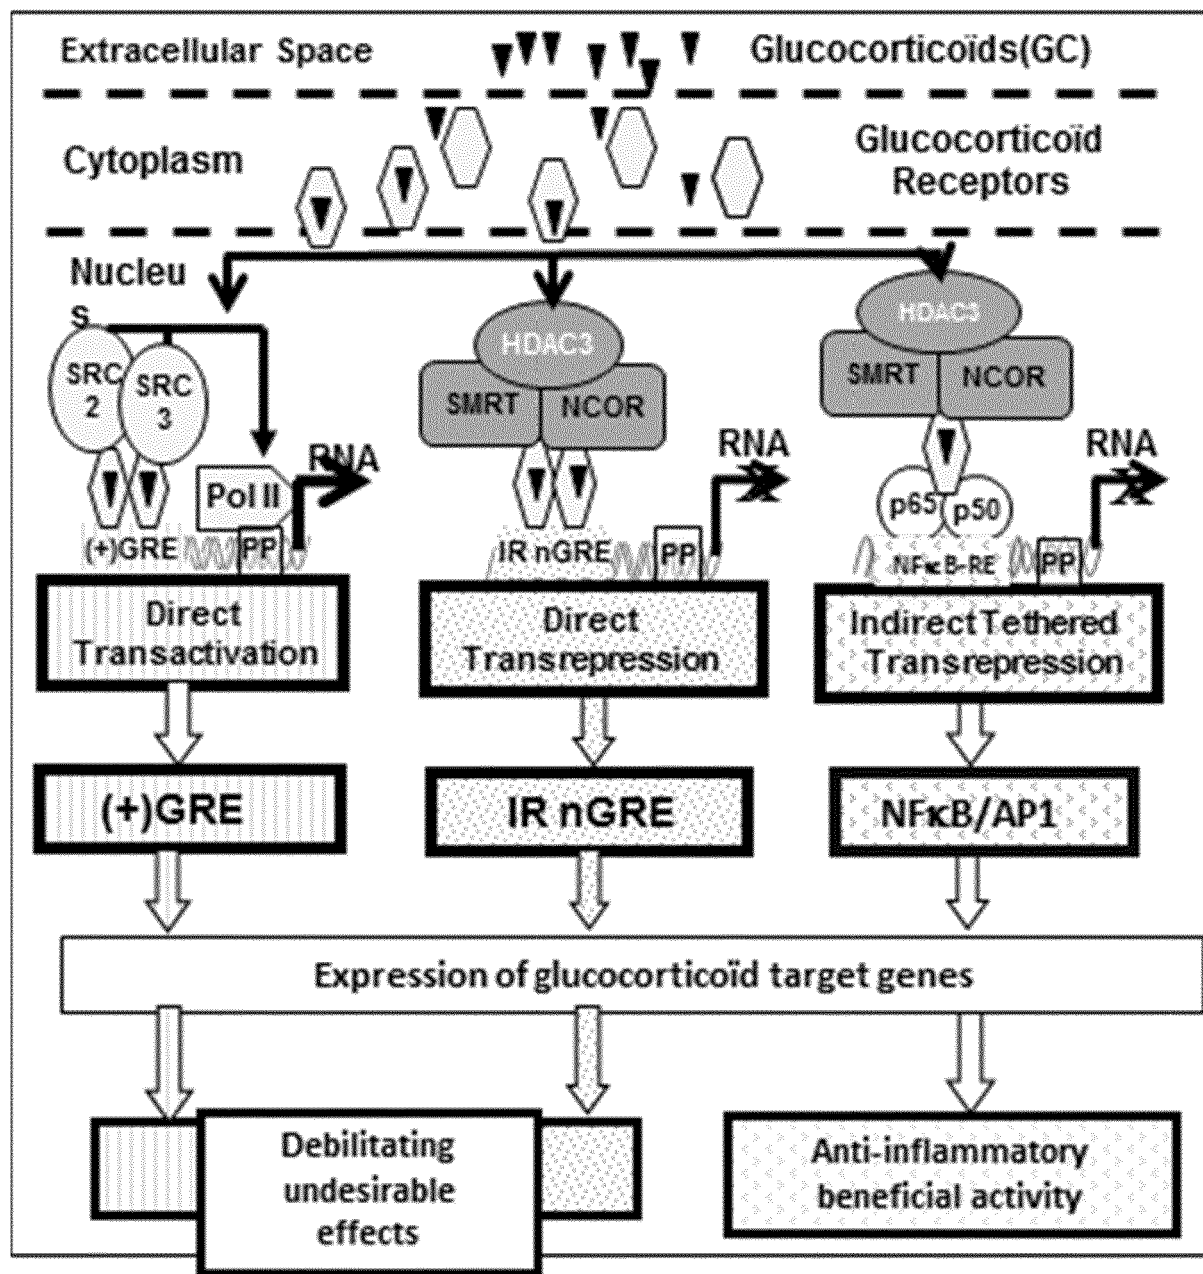 Extracellular Space
Glucocorticoïds(GC)
Cytoplasm
Glucocorticoïd
Receptors
Nucleu
s
SRC
2
SRC
3
Pol II
RNA
(+)GRE
PP
HDAC3
SMRT
NCOR
RNA
IR nGRE
PP
HDAC3
SMRT
NCOR
RNA
p65
p50
NFκB-RE
PP
Direct
Transactivation
Direct
Transrepression
Indirect Tethered
Transrepression
(+)GRE
IR nGRE
NFκB/AP1
Expression of glucocorticoïd target genes
Debilitating
undesirable
effects
Anti-inflammatory
beneficial activity